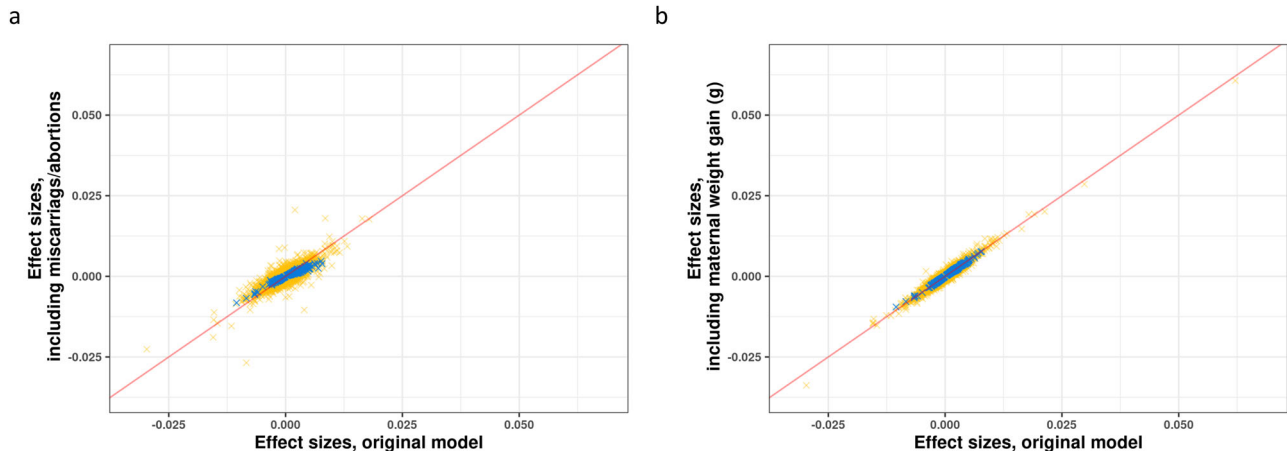 a
b
Effect sizes,
including miscarriags/abortions
0.050
0.025
0.000
-0.025
-0.025
0.000
0.025
0.050
Effect sizes, original model
Effect sizes,
including maternal weight gain (g)
0.050
0.025
0.000
-0.025
-0.025
0.000
0.025
0.050
Effect sizes, original model